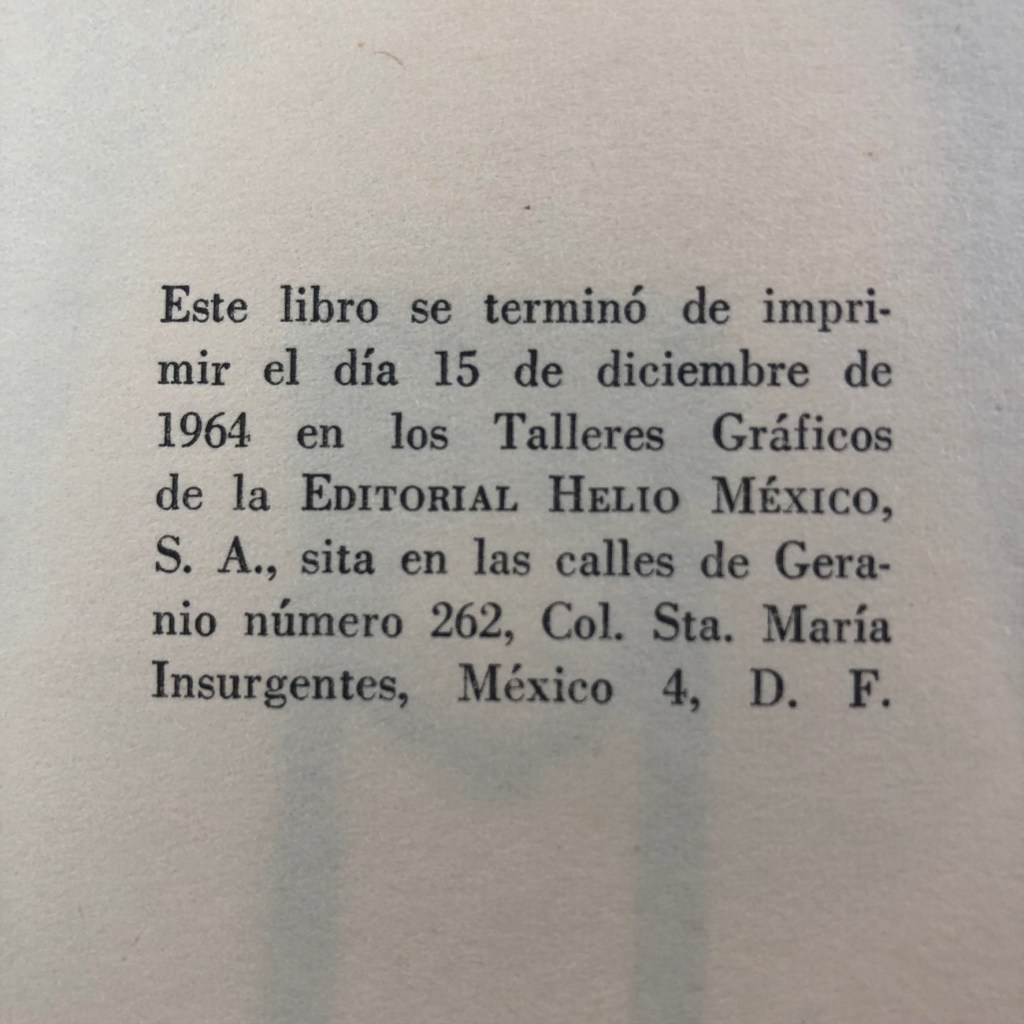 Este libro se terminó de impri-
mir el día 15 de diciembre de
1964 en los Talleres Gráficos
de la EDITORIAL HELIO MÉXICO,
S. A., sita en las calles de Gera-
nio número 262, Col. Sta. María
Insurgentes, México 4, D. F.